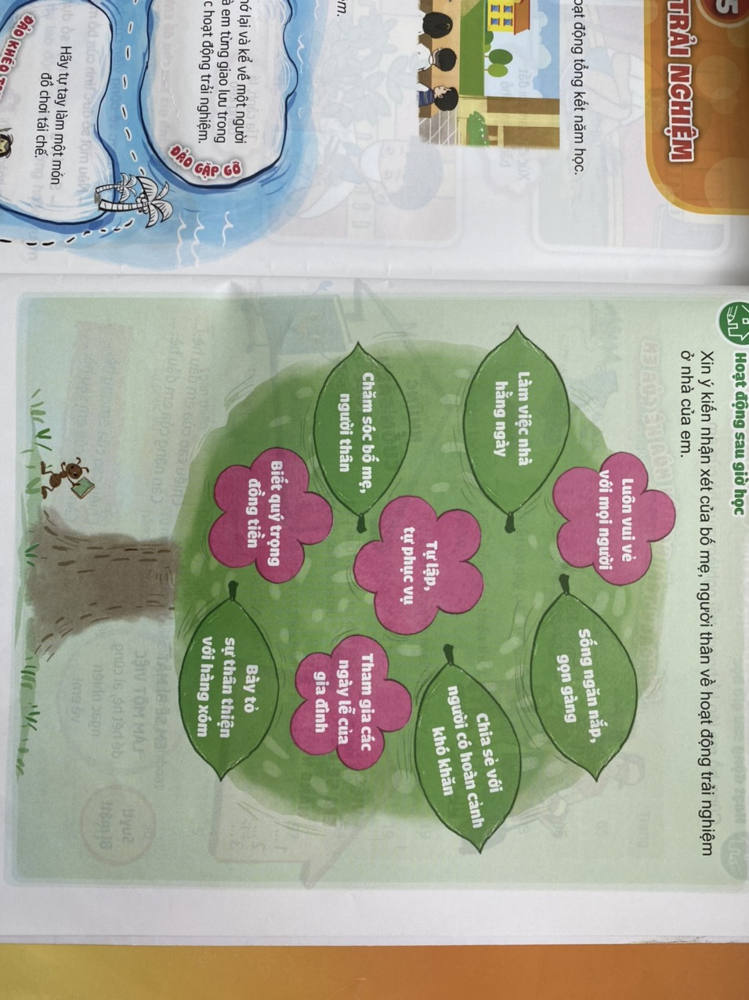 5
TRẢI NGHIỆM
động tổng kết năm học.
lại và kể về một người
em từng giao lưu trong
hoạt động trải nghiệm.
ĐẢO GẶP GỠ
Hãy tự tay làm một món
đồ chơi tái chế.
ĐẢO KHÉO
Hoạt động sau giờ học
Xin ý kiến nhận xét của bố mẹ, người thân về hoạt động trải nghiệm
ở nhà của em.
Luôn vui vẻ
với mọi người
Sống ngăn nắp,
gọn gàng
Làm việc nhà
hằng ngày
Chia sẻ với
người có hoàn cảnh
khó khăn
Tự lập,
tự phục vụ
Chăm sóc bố mẹ,
người thân
Tham gia các
ngày lễ của
gia đình
Biết quý trọng
đồng tiền
Bày tỏ
sự thân thiện
với hàng xóm